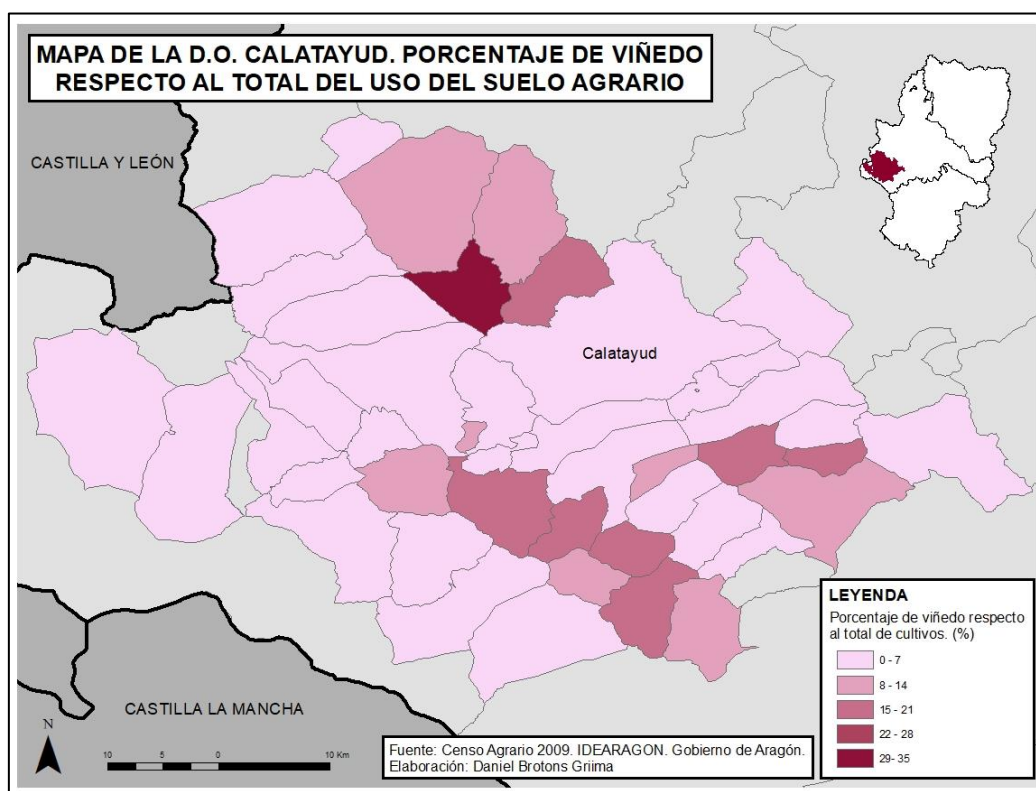 MAPA DE LA D.O. CALATAYUD. PORCENTAJE DE VIÑEDO
RESPECTO AL TOTAL DEL USO DEL SUELO AGRARIO
CASTILLA Y LEÓN
Calatayud
CASTILLA LA MANCHA
N
10 5 0 10 Km
Fuente: Censo Agrario 2009. IDEARAGON. Gobierno de Aragón.
Elaboración: Daniel Brotons Griima
LEYENDA
Porcentaje de viñedo respecto
al total de cultivos. (%)
0 - 7
8 - 14
15 - 21
22 - 28
29- 35